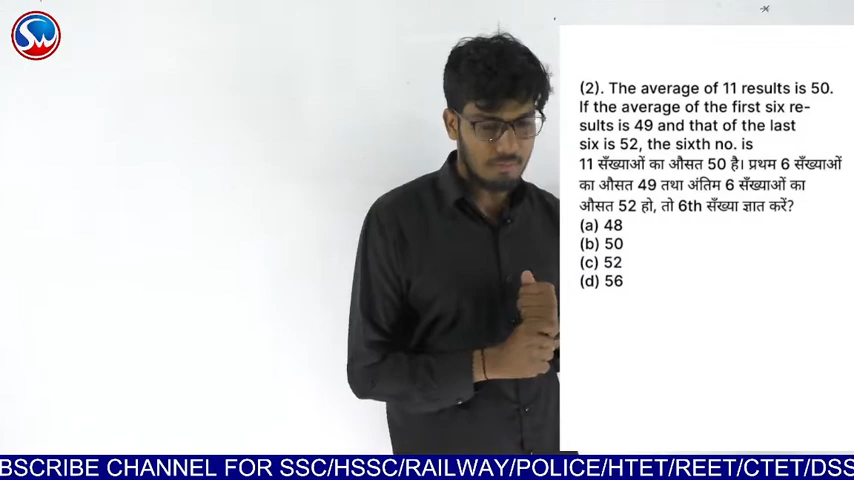 SW
(2). The average of 11 results is 50.
If the average of the first six re-
sults is 49 and that of the last
six is 52, the sixth no. is
11 सँख्याओं का औसत 50 है। प्रथम 6 सँख्याओं
का औसत 49 तथा अंतिम 6 सँख्याओं का
औसत 52 हो, तो 6th सँख्या ज्ञात करें?
(a) 48
(b) 50
(c) 52
(d) 56
BSCRIBE CHANNEL FOR SSC/HSSC/RAILWAY/POLICE/HTET/REET/CTET/DSS